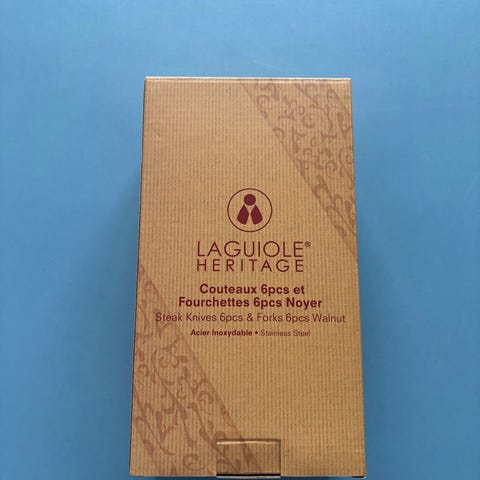 LAGUIOLE®
HERITAGE
Couteaux 6pcs et
Fourchettes 6pcs Noyer
Steak Knives 6pcs & Forks 6pcs Walnut
Acier Inoxydable • Stainless Steel